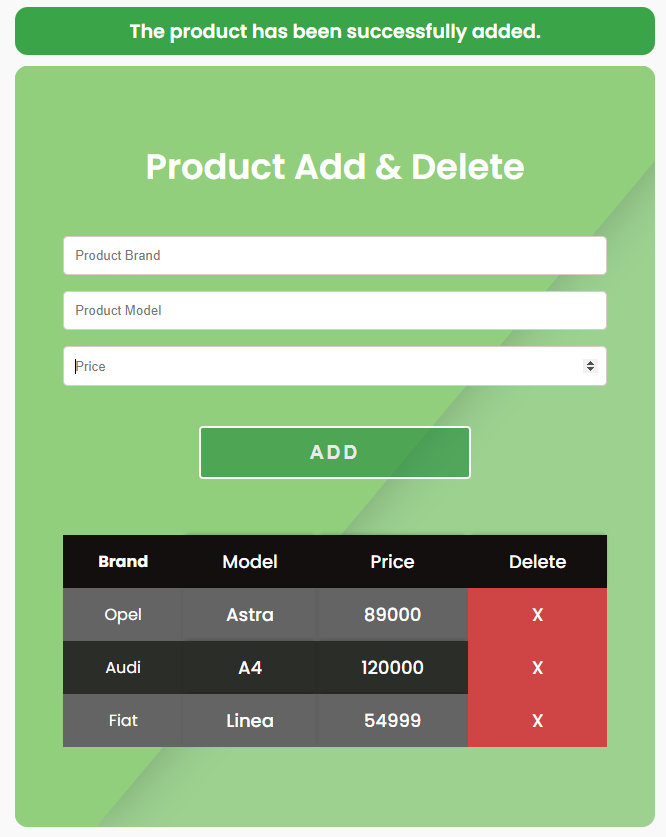 The product has been successfully added.
Product Add & Delete
Product Brand
Product Model
Price
ADD
Brand Model Price Delete
Opel Astra 89000 X
Audi A4 120000 X
Fiat Linea 54999 X